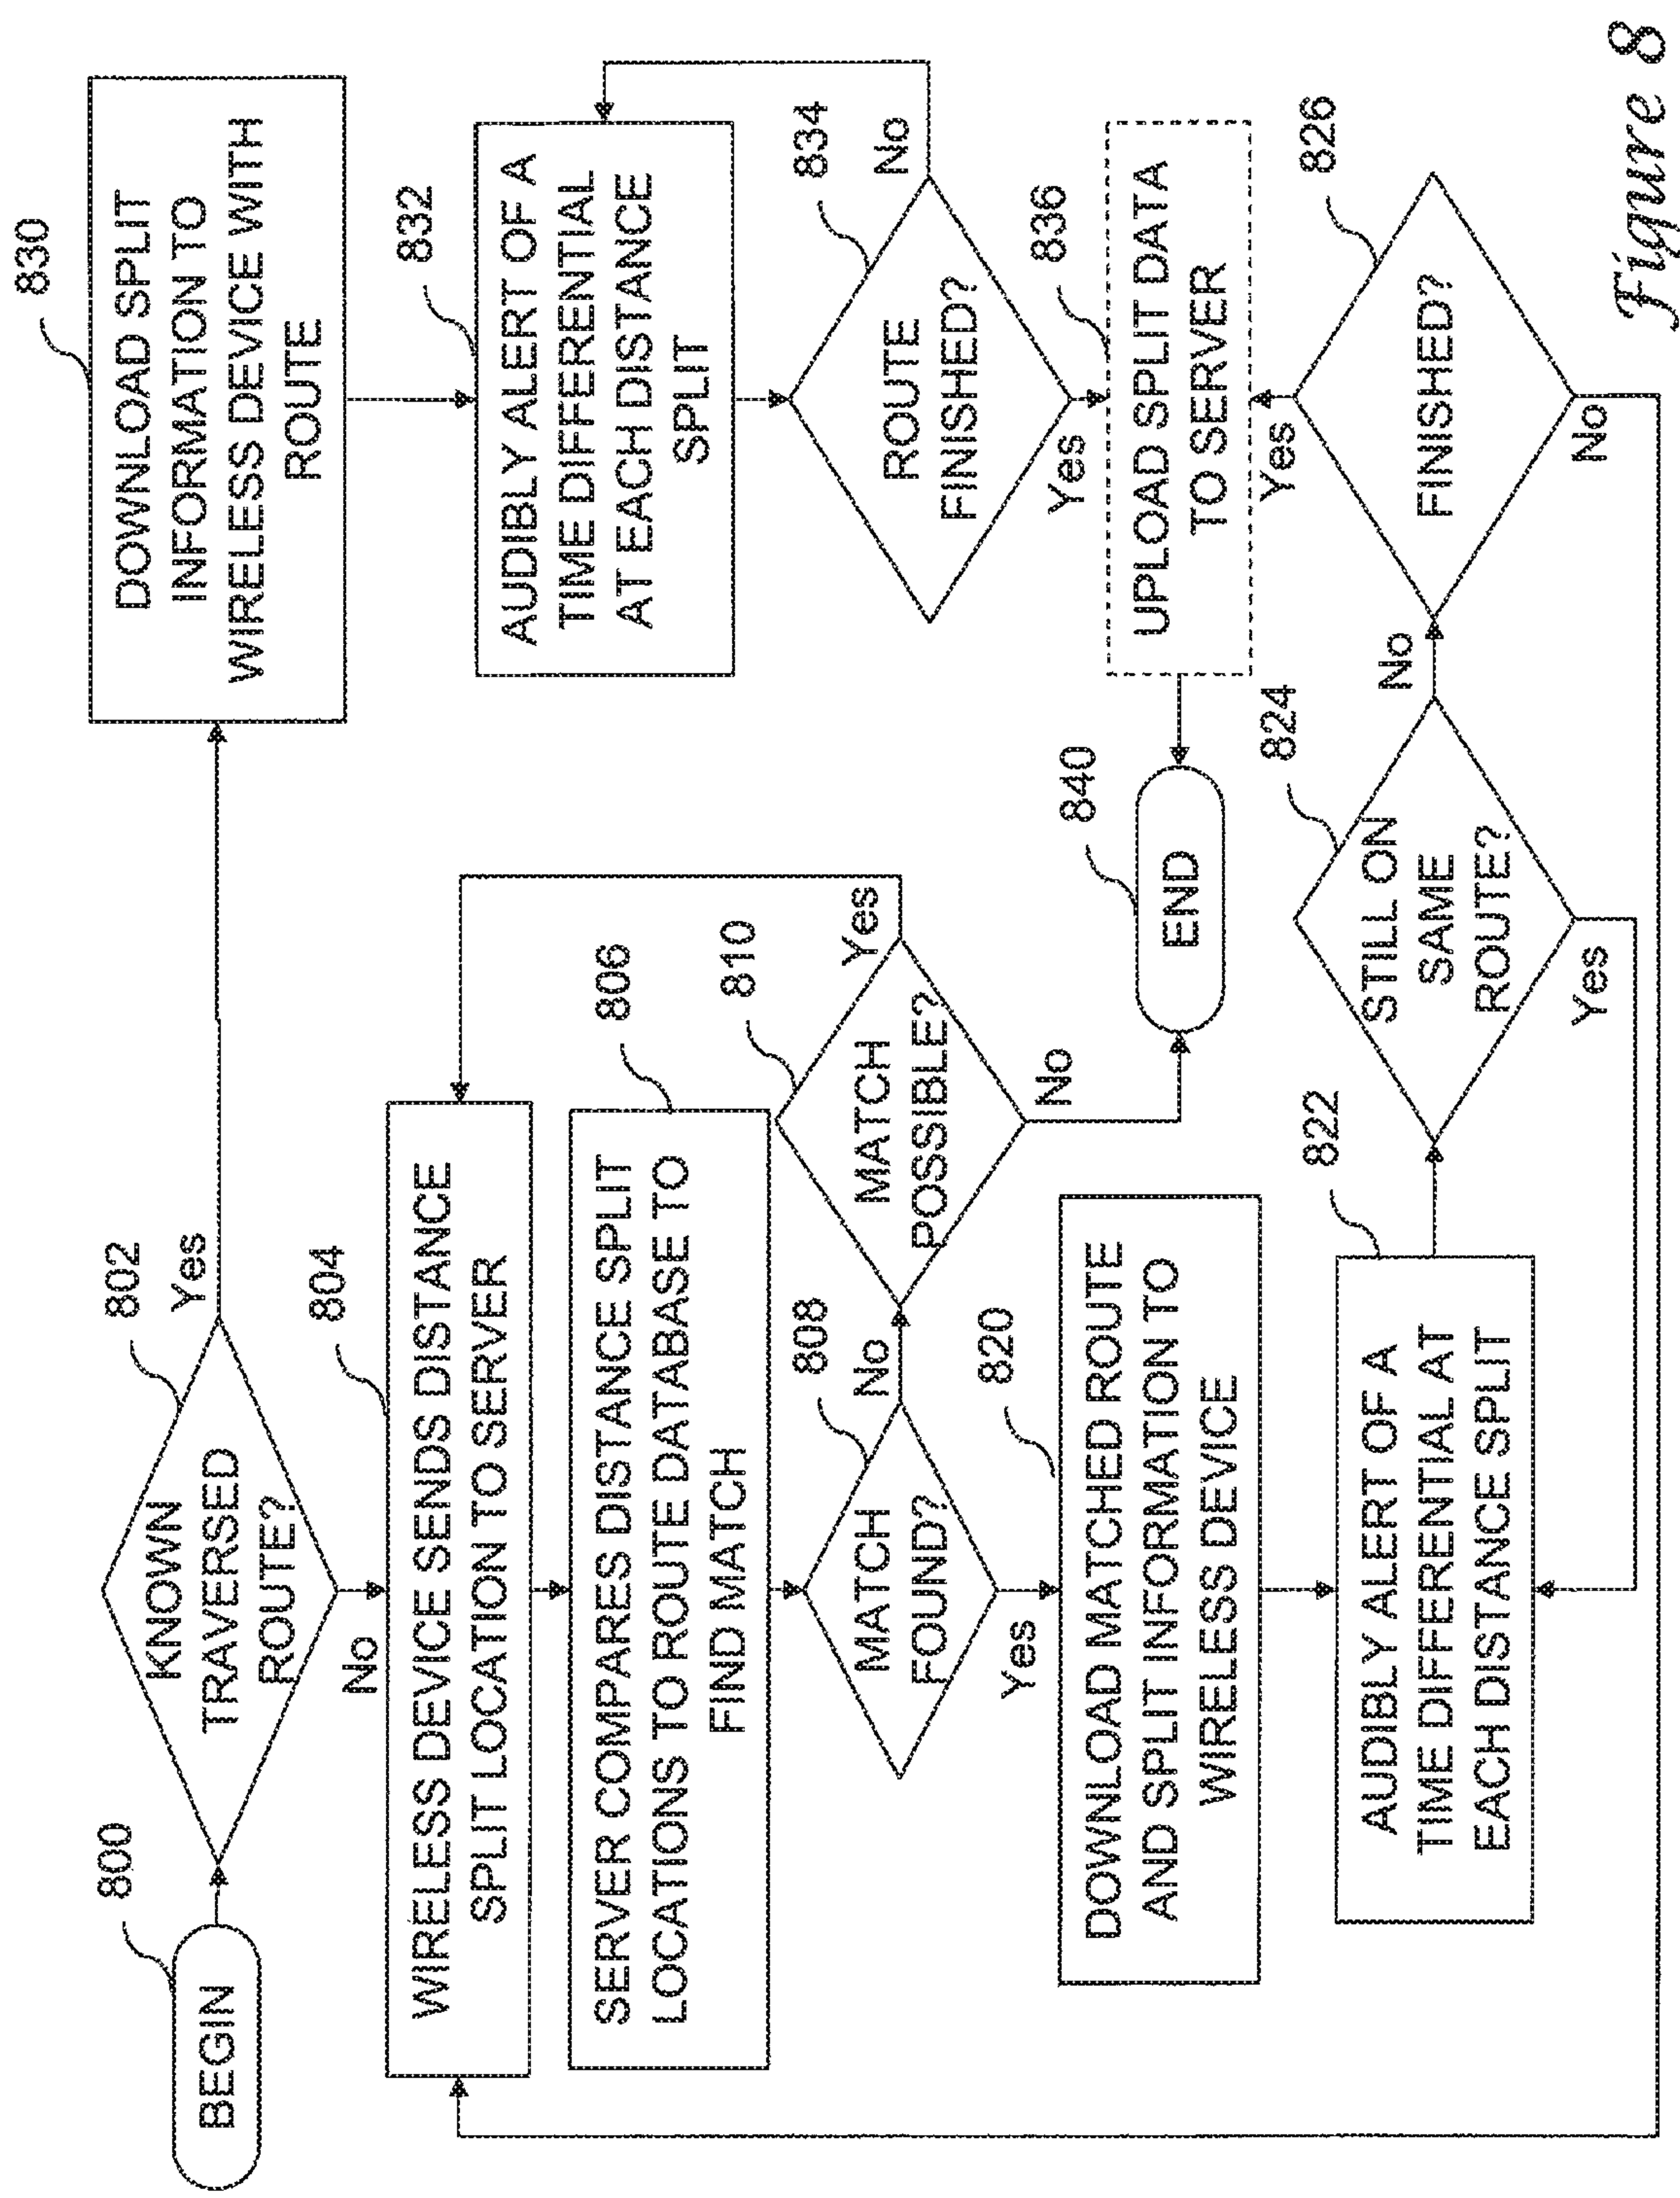 800
BEGIN
802
KNOWN
TRAVERSED
ROUTE?
Yes
No
830
DOWNLOAD SPLIT
INFORMATION TO
WIRELESS DEVICE WITH
ROUTE
804
WIRELESS DEVICE SENDS DISTANCE
SPLIT LOCATION TO SERVER
832
AUDIBLY ALERT OF A
TIME DIFFERENTIAL
AT EACH DISTANCE
SPLIT
806
SERVER COMPARES DISTANCE SPLIT
LOCATIONS TO ROUTE DATABASE TO
FIND MATCH
808
MATCH
FOUND?
No
Yes
810
MATCH
POSSIBLE?
Yes
No
834
ROUTE
FINISHED?
No
Yes
820
DOWNLOAD MATCHED ROUTE
AND SPLIT INFORMATION TO
WIRELESS DEVICE
840
END
836
UPLOAD SPLIT DATA
TO SERVER
Yes
822
AUDIBLY ALERT OF A
TIME DIFFERENTIAL AT
EACH DISTANCE SPLIT
824
STILL ON
SAME
ROUTE?
No
Yes
826
FINISHED?
No
Figure 8